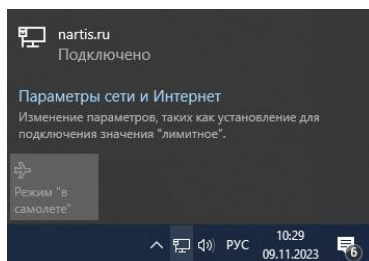 nartis.ru
Подключено
Параметры сети и Интернет
Изменение параметров, таких как установление для
подключения значения "лимитное".
Режим "в
самолете"
РУС
10:29
09.11.2023
6